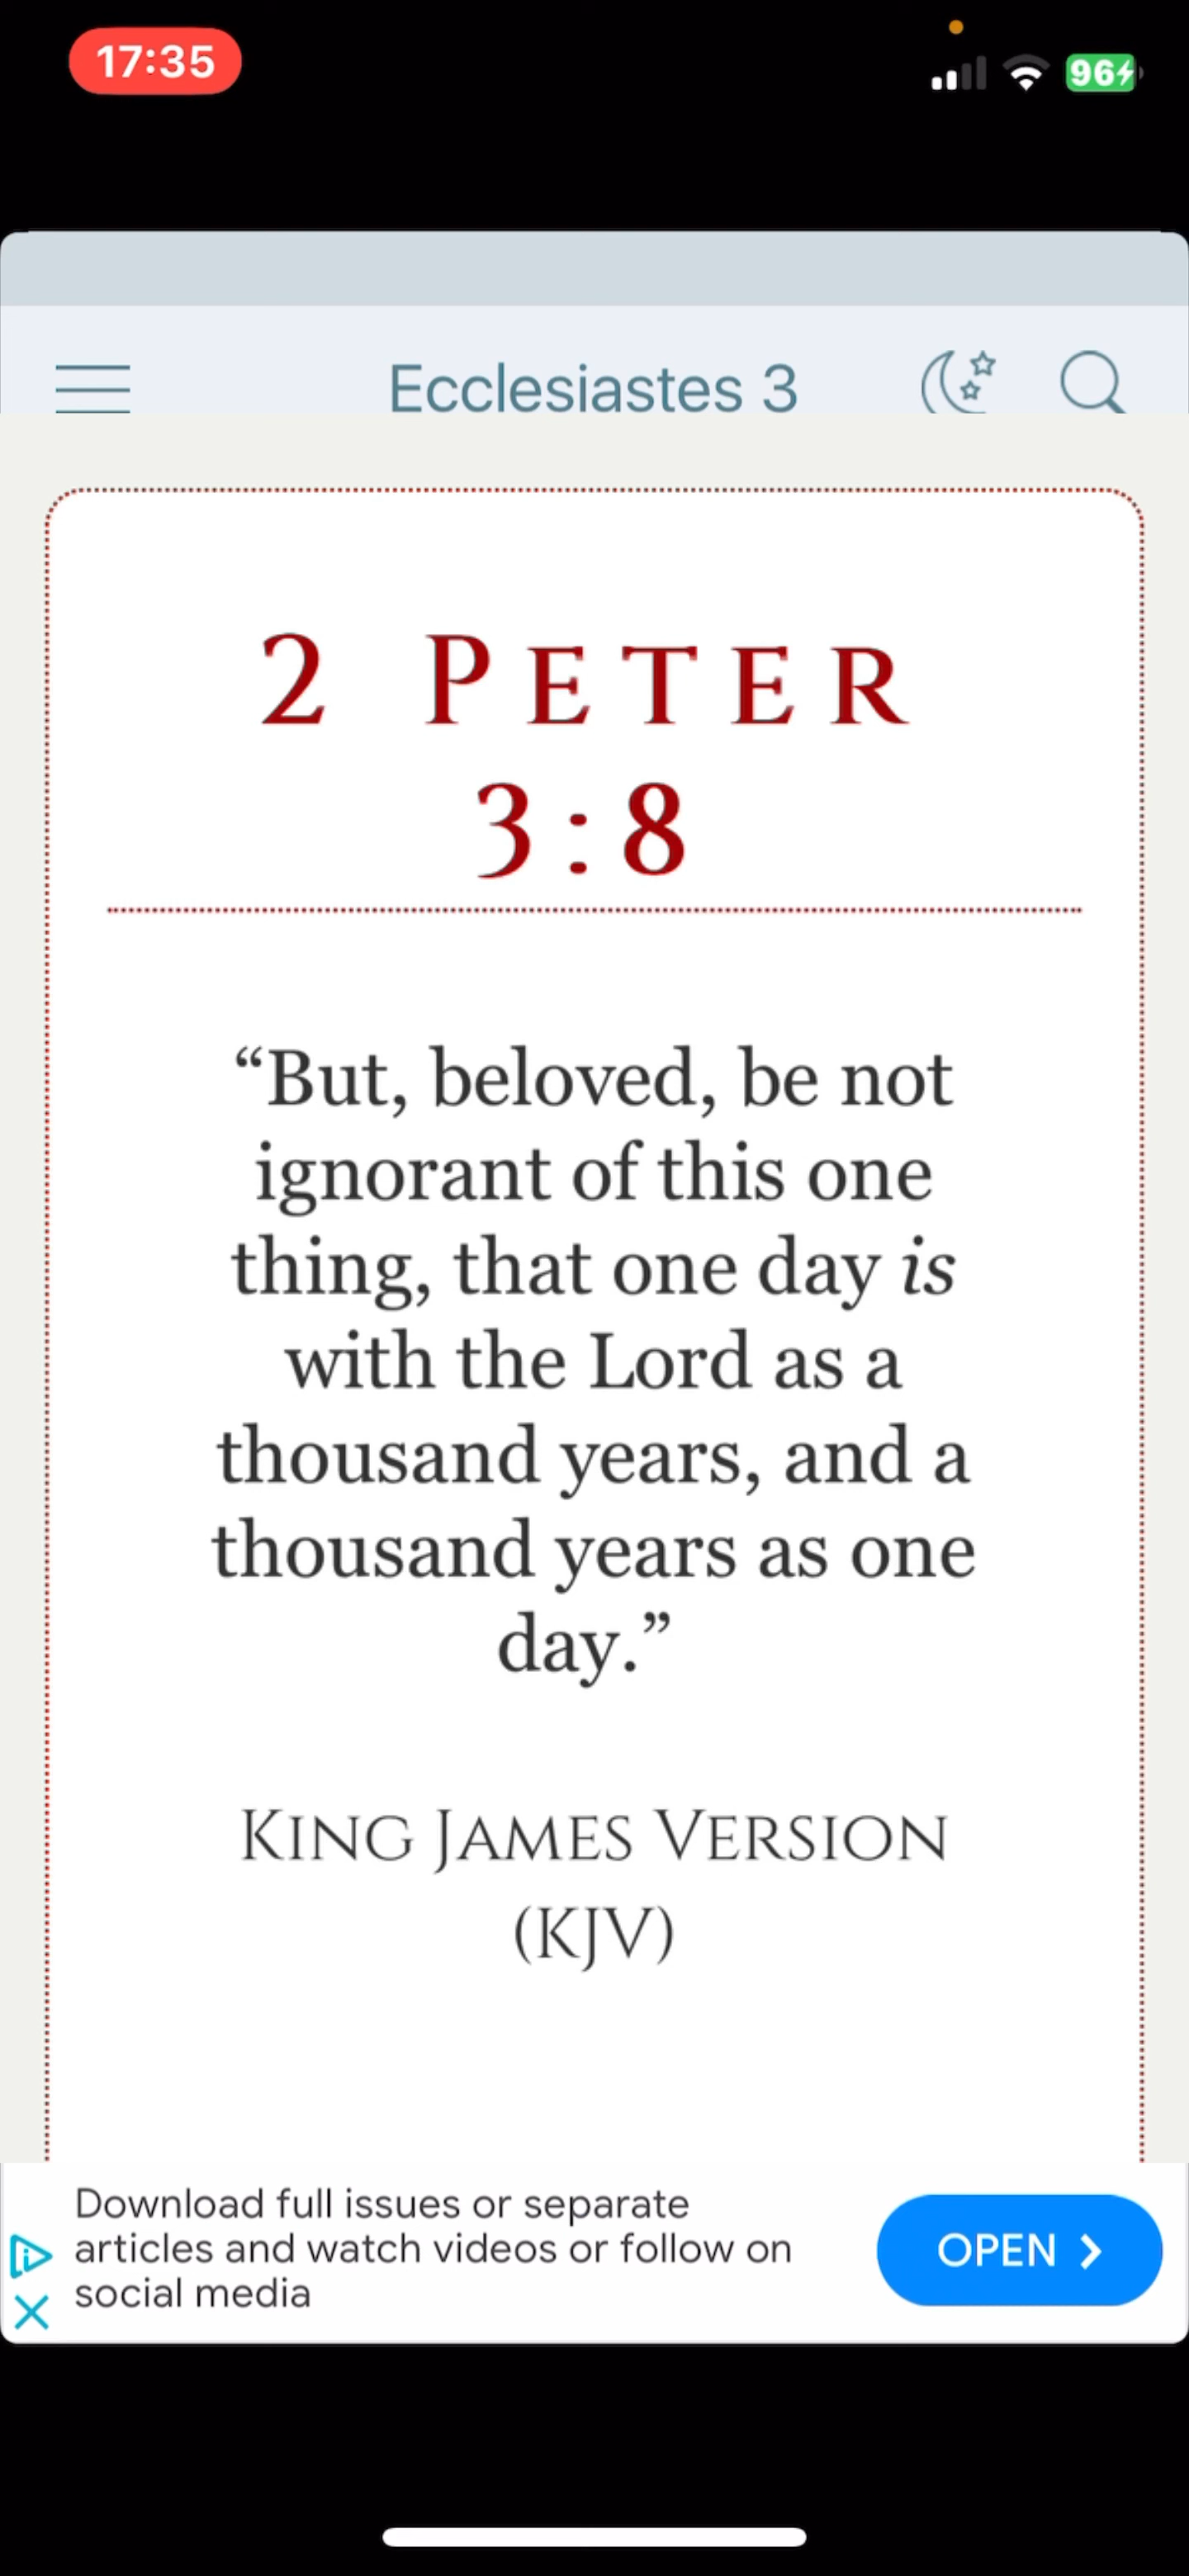 17:35
96
Ecclesiastes 3
2 PETER
3:8
“But, beloved, be not
ignorant of this one
thing, that one day is
with the Lord as a
thousand years, and a
thousand years as one
day.”
KING JAMES VERSION
(KJV)
Download full issues or separate
articles and watch videos or follow on
social media
OPEN